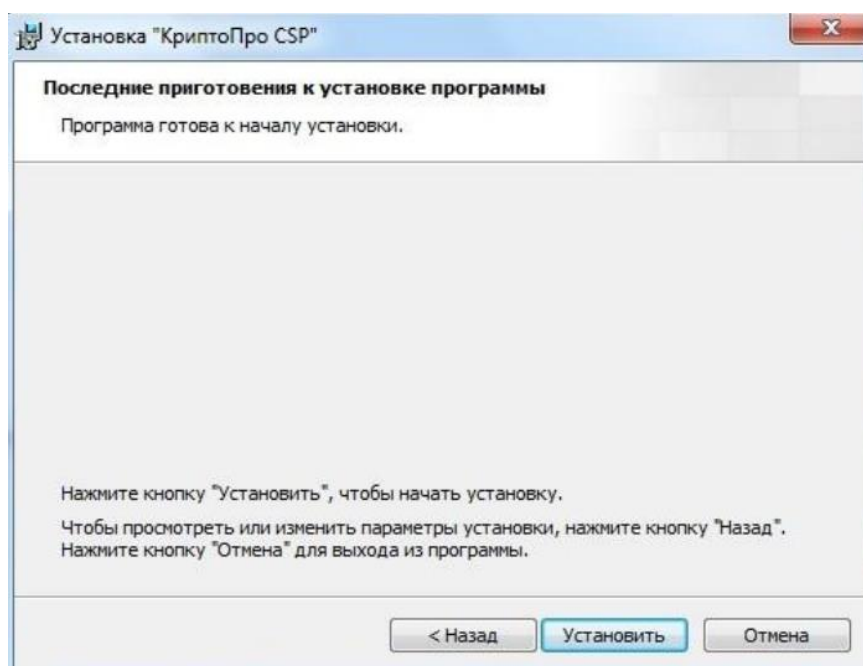 Установка "КриптоПро CSP"
Последние приготовения к установке программы
Программа готова к началу установки.
Нажмите кнопку "Установить", чтобы начать установку.
Чтобы просмотреть или изменить параметры установки, нажмите кнопку "Назад".
Нажмите кнопку "Отмена" для выхода из программы.
< Назад
Установить
Отмена